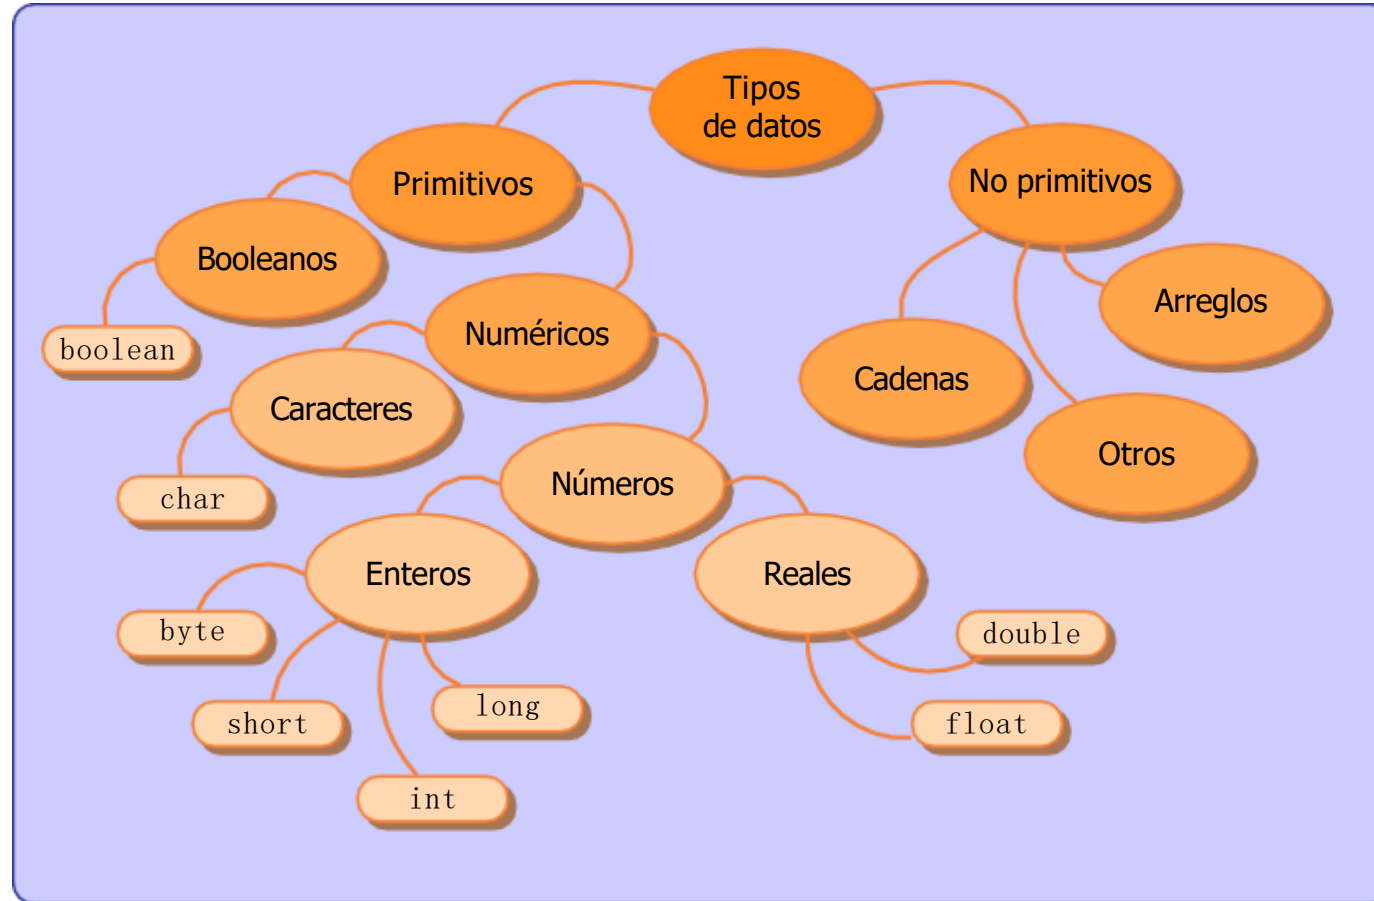 Tipos
de datos
Primitivos
No primitivos
Booleanos
Arreglos
Numéricos
boolean
Cadenas
Caracteres
Otros
Números
char
Enteros
Reales
byte
double
long
short
float
int